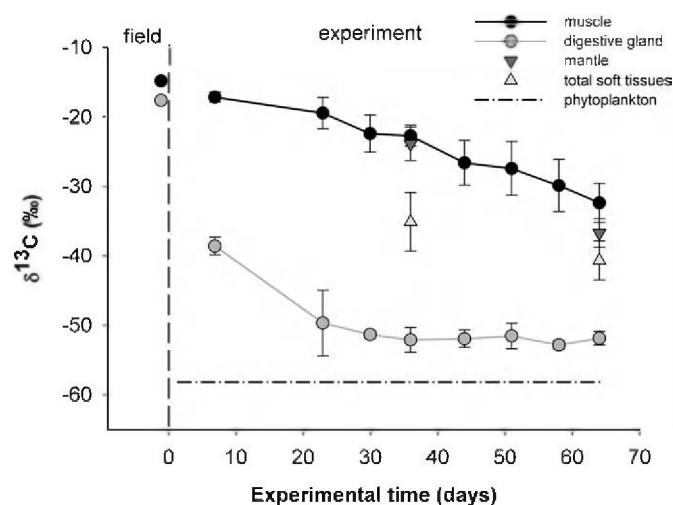 field
experiment
muscle
digestive gland
mantle
total soft tissues
phytoplankton
-10
-20
-30
-40
-50
-60
δ13C (‰)
0 10 20 30 40 50 60 70
Experimental time (days)